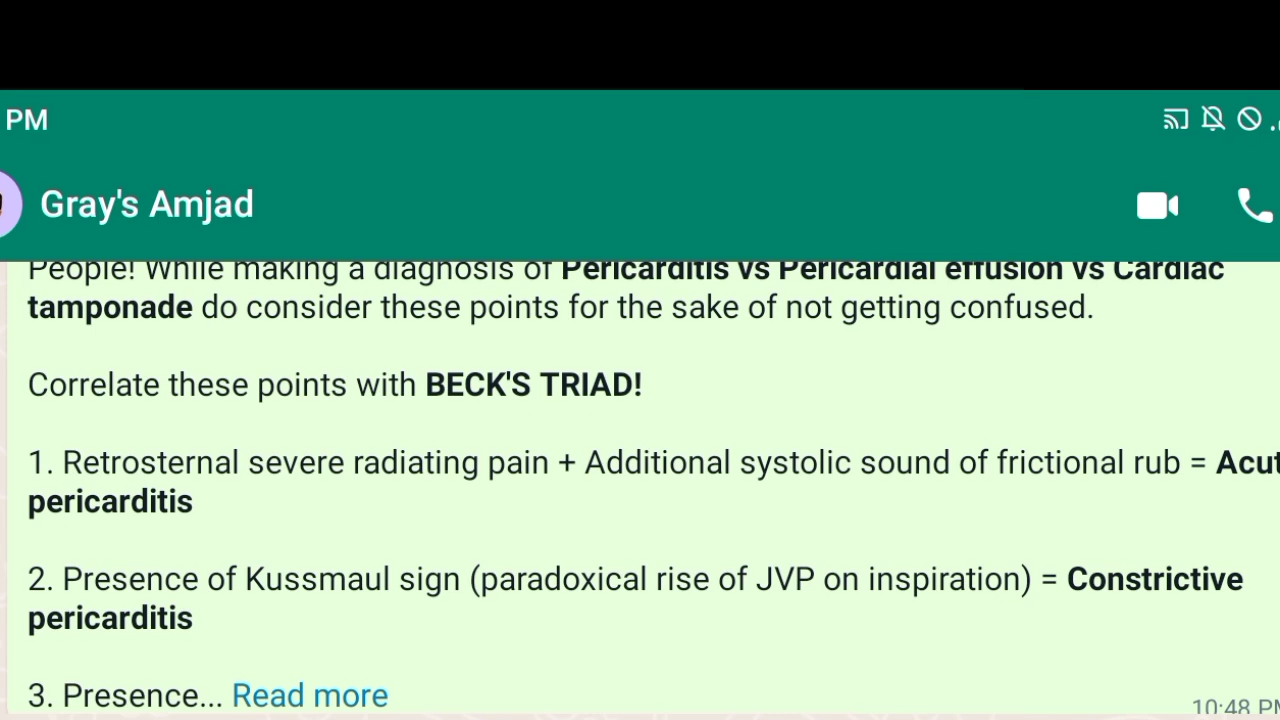 PM
Gray's Amjad
People! While making a diagnosis of Pericarditis vs Pericardial effusion vs Cardiac
tamponade do consider these points for the sake of not getting confused.
Correlate these points with BECK'S TRIAD!
1. Retrosternal severe radiating pain + Additional systolic sound of frictional rub = Acut
pericarditis
2. Presence of Kussmaul sign (paradoxical rise of JVP on inspiration) = Constrictive
pericarditis
3. Presence... Read more
10:48 PM